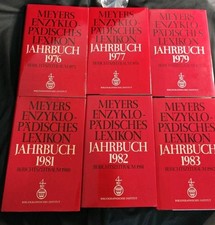 MEYERS
ENZYKLO-
PÄDISCHES
LEXIKON
JAHRBUCH
1976
MEYERS
ENZYKLO-
PÄDISCHES
LEXIKON
JAHRBUCH
1977
MEYERS
ENZYKLO-
PÄDISCHES
LEXIKON
JAHRBUCH
1979
MEYERS
ENZYKLO-
PÄDISCHES
LEXIKON
JAHRBUCH
1981
MEYERS
ENZYKLO-
PÄDISCHES
LEXIKON
JAHRBUCH
1982
MEYERS
ENZYKLO-
PÄDISCHES
LEXIKON
JAHRBUCH
1983